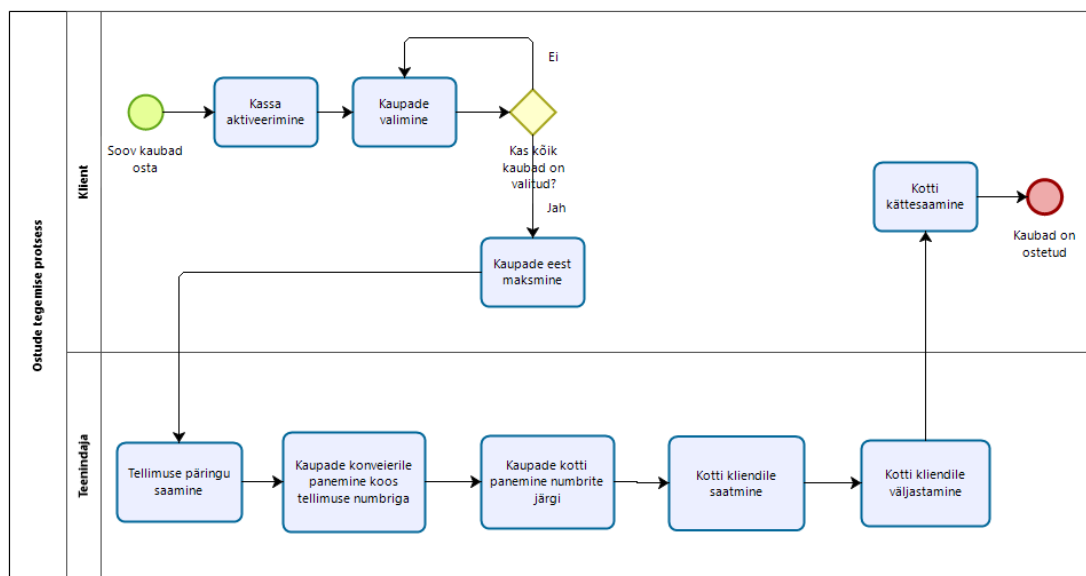 Ostude tegemise protsess
Klient
Soov kaubad
osta
Kassa
aktiveerimine
Kaupade
valimine
Ei
Kas kõik
kaubad on
valitud?
Jah
Kaupade eest
maksmine
Kotti
kättesaamine
Kaubad on
ostetud
Teenindaja
Tellimuse päringu
saamine
Kaupade konveierile
panemine koos
tellimuse numbriga
Kaupade kotti
panemine numbrite
järgi
Kotti kliendile
saatmine
Kotti kliendile
väljastamine